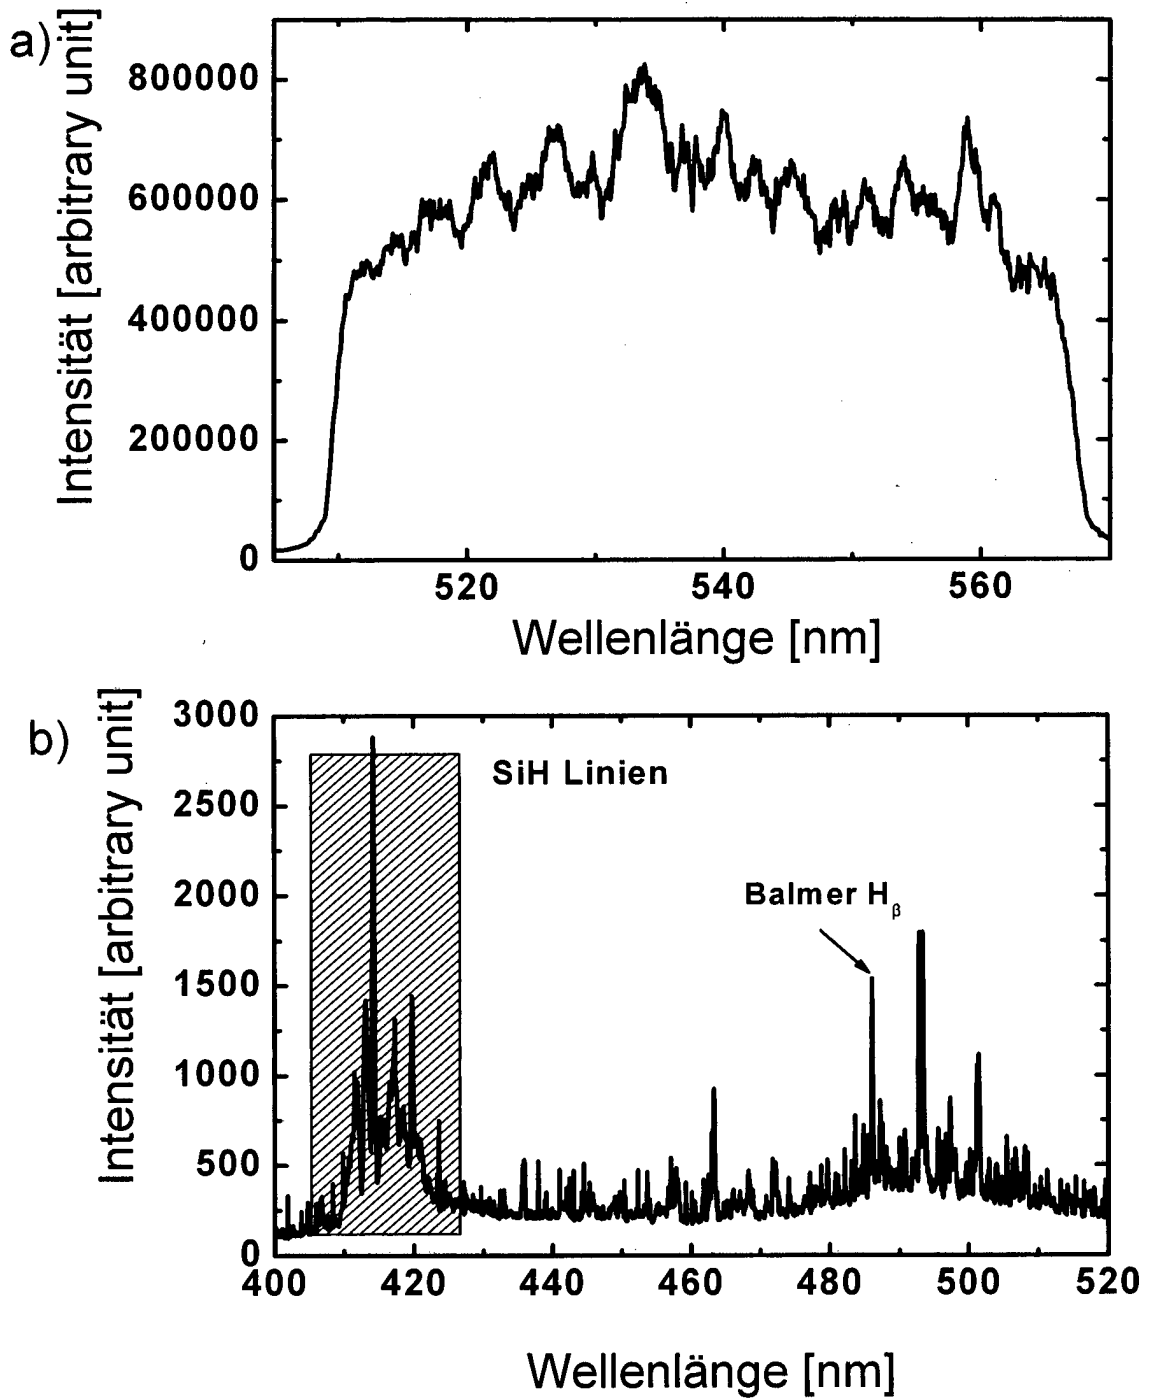 a)
Intensität [arbitrary unit]
800000
600000
400000
200000
0
520 540 560
Wellenlänge [nm]
b)
Intensität [arbitrary unit]
3000
2500
2000
1500
1000
500
0
SiH Linien
Balmer Hβ
400 420 440 460 480 500 520
Wellenlänge [nm]